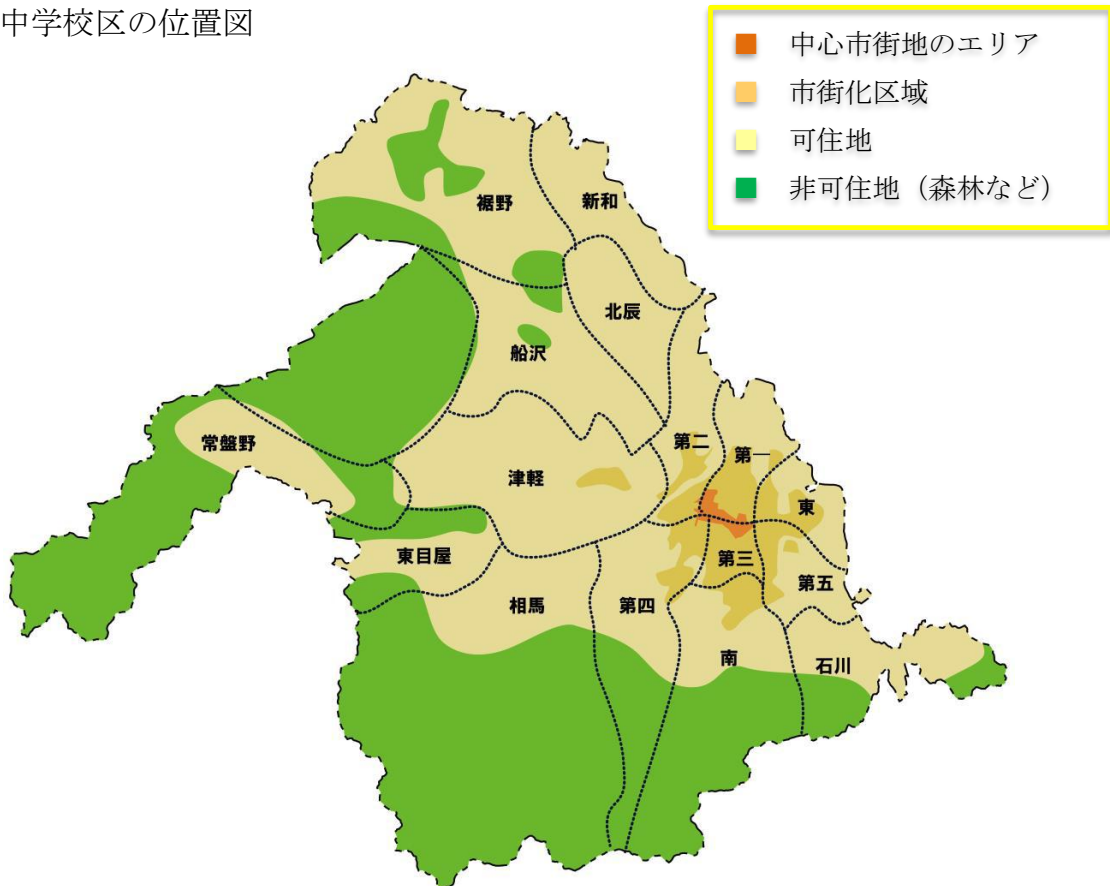 中学校区の位置図
中心市街地のエリア
市街化区域
可住地
非可住地（森林など）
裾野
新和
北辰
船沢
常盤野
津軽
第二
第一
東
東目屋
第三
第五
相馬
第四
南
石川